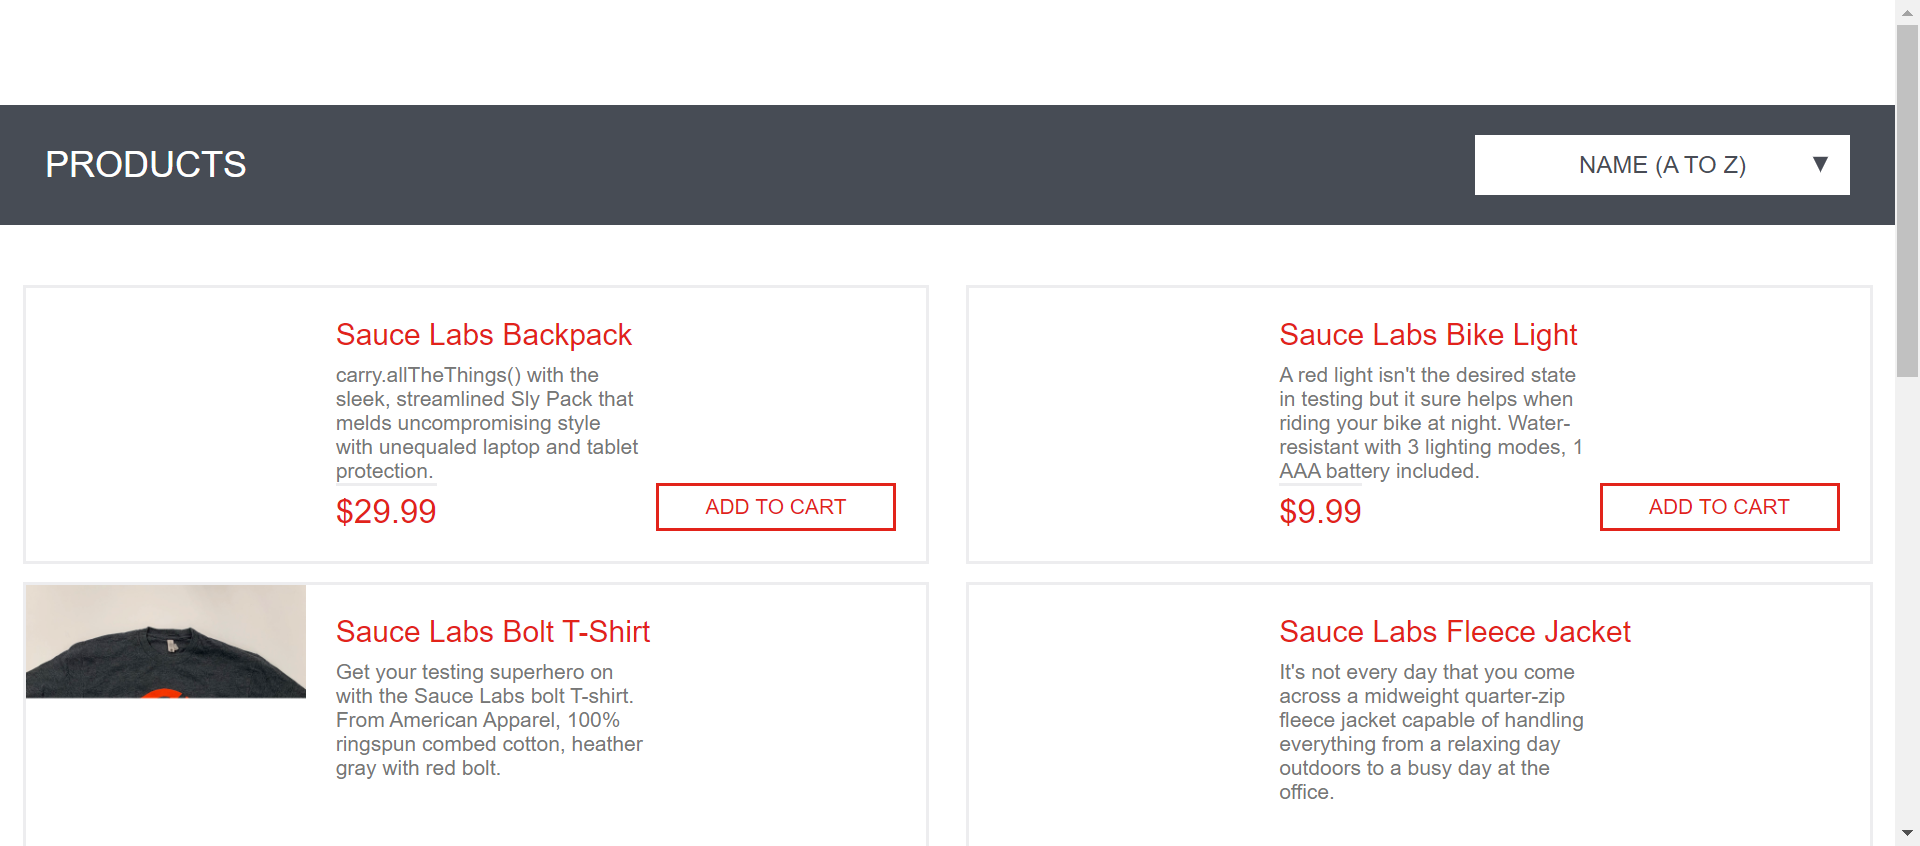 PRODUCTS
NAME (A TO Z)
Sauce Labs Backpack
carry.allTheThings() with the
sleek, streamlined Sly Pack that
melds uncompromising style
with unequaled laptop and tablet
protection.
$29.99
ADD TO CART
Sauce Labs Bike Light
A red light isn't the desired state
in testing but it sure helps when
riding your bike at night. Water-
resistant with 3 lighting modes, 1
AAA battery included.
$9.99
ADD TO CART
Sauce Labs Bolt T-Shirt
Get your testing superhero on
with the Sauce Labs bolt T-shirt.
From American Apparel, 100%
ringspun combed cotton, heather
gray with red bolt.
Sauce Labs Fleece Jacket
It's not every day that you come
across a midweight quarter-zip
fleece jacket capable of handling
everything from a relaxing day
outdoors to a busy day at the
office.